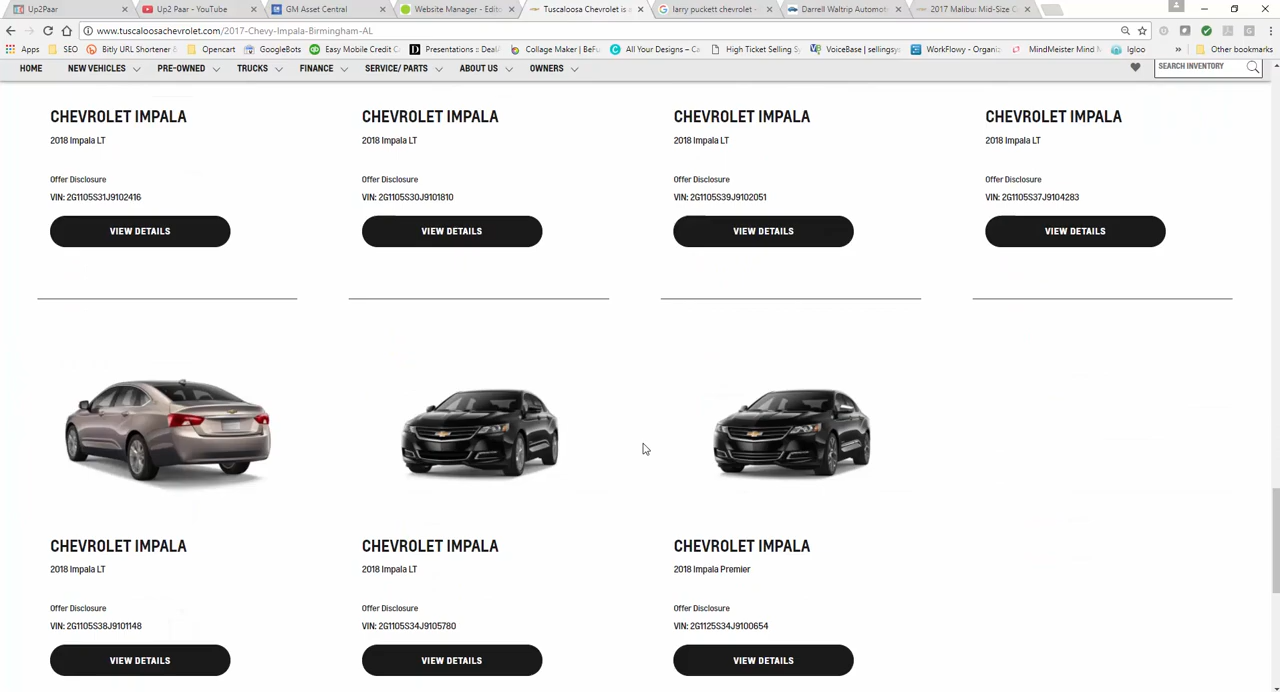 Up2Paar
Up2 Paar - YouTube
GM Asset Central
Website Manager - Edita
Tuscaloosa Chevrolet is a
larry puckett chevrolet -
Darrell Waltrip Automoti
2017 Malibu: Mid-Size C
www.tuscaloosachevrolet.com/2017-Chevy-Impala-Birmingham-AL
Apps SEO Bitly URL Shortener & Opencart GoogleBots Easy Mobile Credit C Presentations :: DealA Collage Maker | BeFu All Your Designs – Ca High Ticket Selling Sy VoiceBase | sellingsys WorkFlowy - Organiz MindMeister Mind M Igloo » Other bookmarks
HOME NEW VEHICLES PRE-OWNED TRUCKS FINANCE SERVICE/ PARTS ABOUT US OWNERS SEARCH INVENTORY
CHEVROLET IMPALA CHEVROLET IMPALA CHEVROLET IMPALA CHEVROLET IMPALA
2018 Impala LT 2018 Impala LT 2018 Impala LT 2018 Impala LT
Offer Disclosure Offer Disclosure Offer Disclosure Offer Disclosure
VIN: 2G1105S31J9102416 VIN: 2G1105S30J9101810 VIN: 2G1105S39J9102051 VIN: 2G1105S37J9104283
VIEW DETAILS VIEW DETAILS VIEW DETAILS VIEW DETAILS
CHEVROLET IMPALA CHEVROLET IMPALA CHEVROLET IMPALA
2018 Impala LT 2018 Impala LT 2018 Impala Premier
Offer Disclosure Offer Disclosure Offer Disclosure
VIN: 2G1105S38J9101148 VIN: 2G1105S34J9105780 VIN: 2G1125S34J9100654
VIEW DETAILS VIEW DETAILS VIEW DETAILS